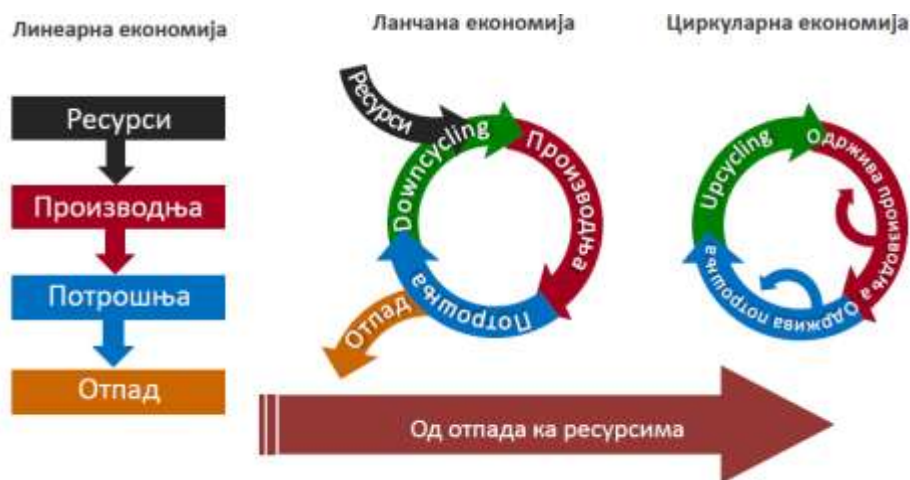 Линеарна економија
Ланчана економија
Циркуларна економија
Ресурси
Производња
Потрошња
Отпад
Ресурси
Downcycling
Производња
Потрошња
Отпад
Upcycling
Одржива производња
Одржива потрошња
Од отпада ка ресурсима